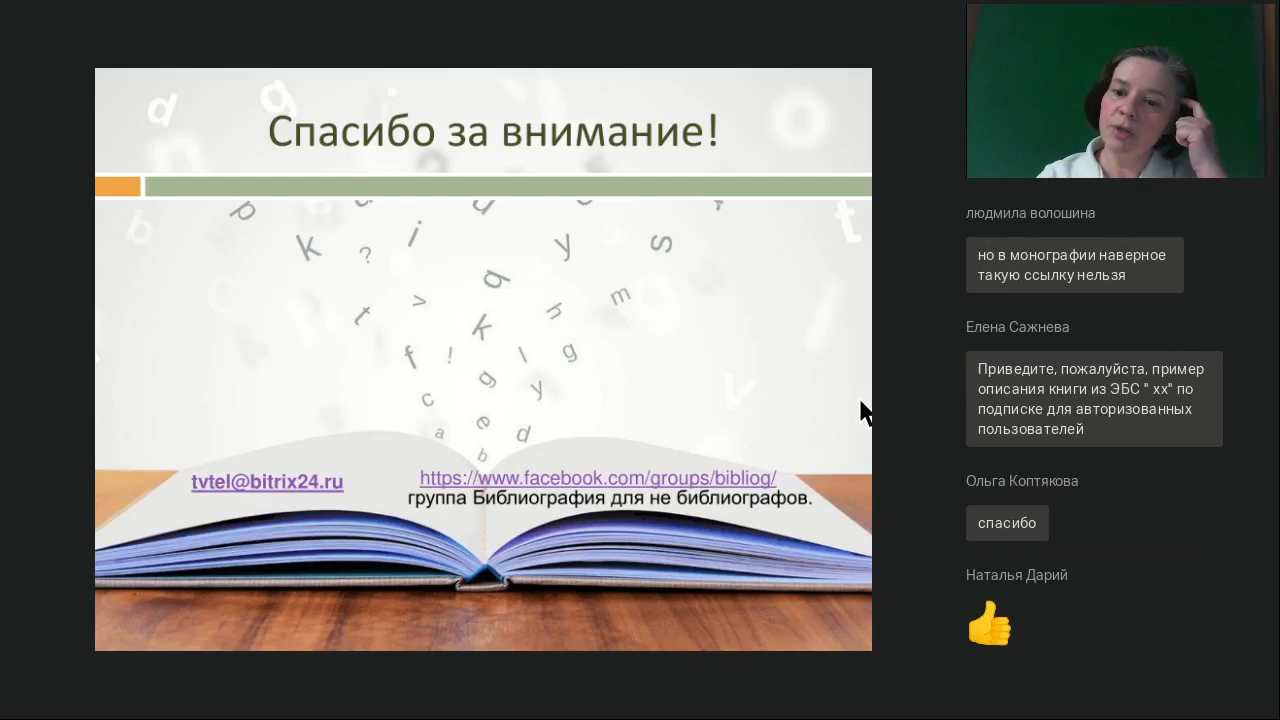 Спасибо за внимание!
tvtel@bitrix24.ru
https://www.facebook.com/groups/bibliog/
группа Библиография для не библиографов.
людмила волошина
но в монографии наверное
такую ссылку нельзя
Елена Сажнева
Приведите, пожалуйста, пример
описания книги из ЭБС " хх" по
подписке для авторизованных
пользователей
Ольга Коптякова
спасибо
Наталья Дарий